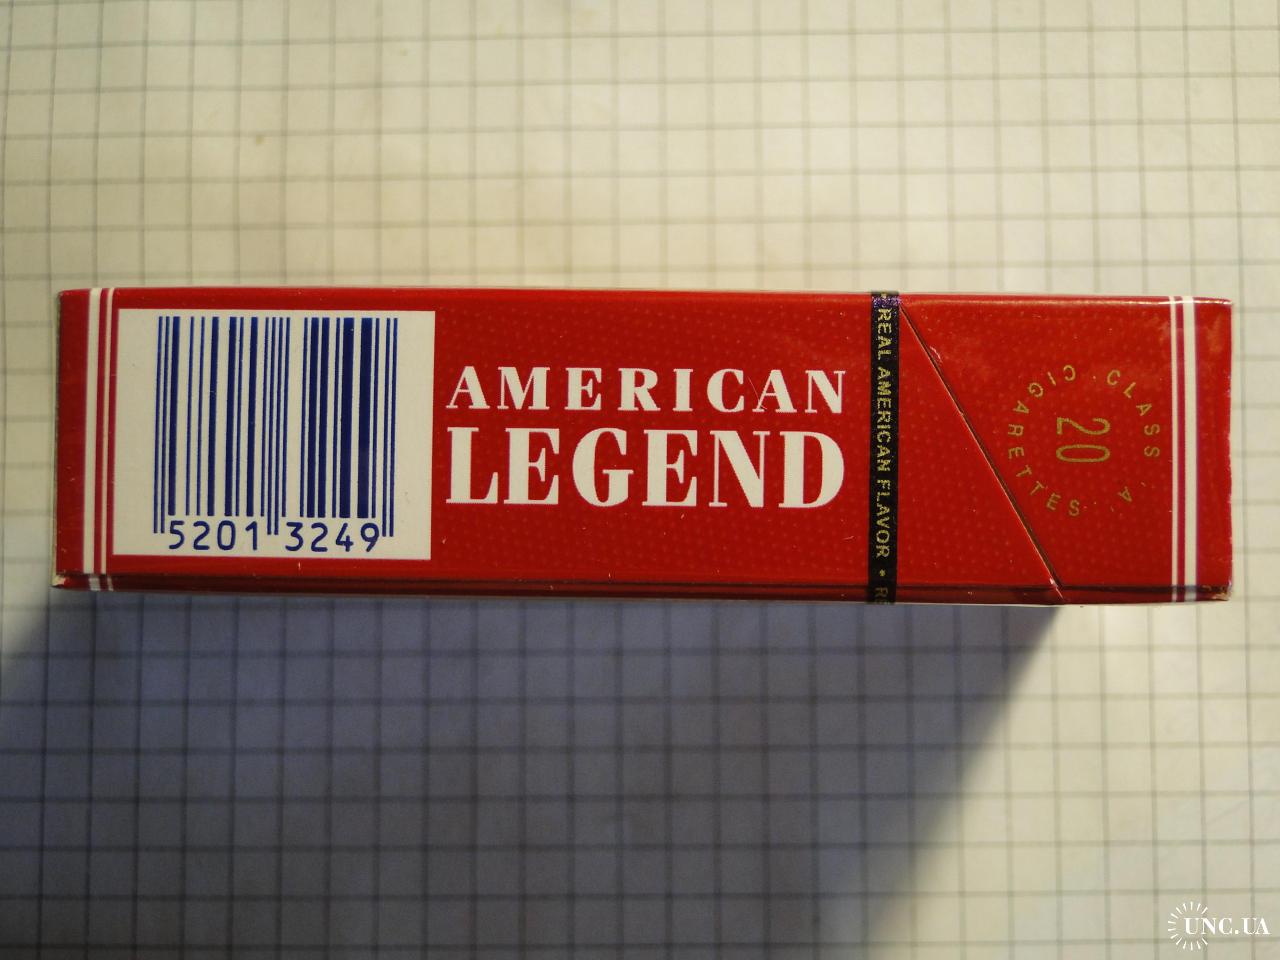 AMERICAN
LEGEND
5201 3249
REAL AMERICAN FLAVOR •
CLASS · A ·
20
CIGARETTES ·
UNC.UA